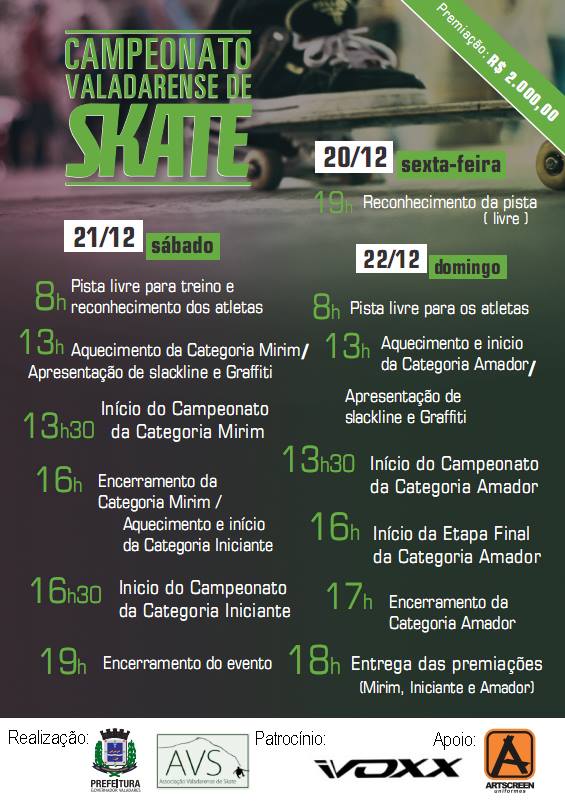 Premiação: R$ 2.000,00
CAMPEONATO
VALADARENSE DE
SKATE
20/12 sexta-feira
19h Reconhecimento da pista
( livre )
21/12 sábado
8h Pista livre para treino e
reconhecimento dos atletas
13h Aquecimento da Categoria Mirim/
Apresentação de slackline e Graffiti
13h30 Início do Campeonato
da Categoria Mirim
16h Encerramento da
Categoria Mirim /
Aquecimento e início
da Categoria Iniciante
16h30 Inicio do Campeonato
da Categoria Iniciante
19h Encerramento do evento
22/12 domingo
8h Pista livre para os atletas
13h Aquecimento e inicio
da Categoria Amador/
Apresentação de
slackline e Graffiti
13h30 Início do Campeonato
da Categoria Amador
16h Início da Etapa Final
da Categoria Amador
17h Encerramento da
Categoria Amador
18h Entrega das premiações
(Mirim, Iniciante e Amador)
Realização:
PREFEITURA
GOVERNADOR VALADARES
AVS
Associação Valadarense de Skate
Patrocínio:
VOXX
Apoio:
A
ARTSCREEN
uniformes